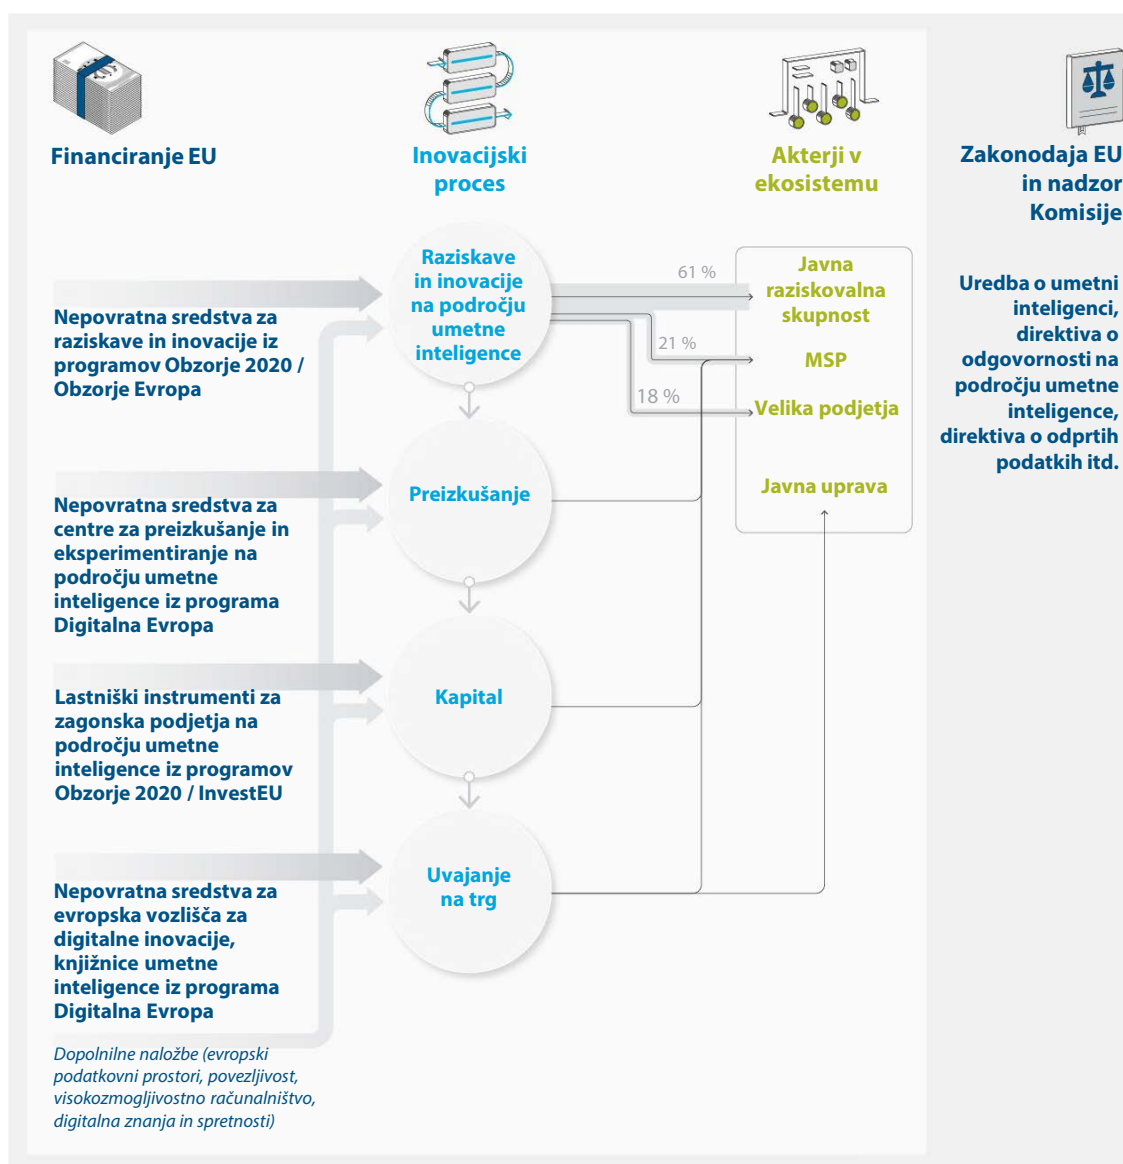 Financiranje EU
Inovacijski
proces
Akterji v
ekosistemu
Zakonodaja EU
in nadzor
Komisije
Nepovratna sredstva za
raziskave in inovacije iz
programov Obzorje 2020 /
Obzorje Evropa
Raziskave
in inovacije
na področju
umetne
inteligence
61 %
21 %
18 %
Javna
raziskovalna
skupnost
MSP
Velika podjetja
Javna uprava
Uredba o umetni
inteligenci,
direktiva o
odgovornosti na
področju umetne
inteligence,
direktiva o odprtih
podatkih itd.
Nepovratna sredstva za
centre za preizkušanje in
eksperimentiranje na
področju umetne
inteligence iz programa
Digitalna Evropa
Preizkušanje
Lastniški instrumenti za
zagonska podjetja na
področju umetne
inteligence iz programov
Obzorje 2020 / InvestEU
Kapital
Nepovratna sredstva za
evropska vozlišča za
digitalne inovacije,
knjižnice umetne
inteligence iz programa
Digitalna Evropa
Uvajanje
na trg
Dopolnilne naložbe (evropski
podatkovni prostori, povezljivost,
visokozmogljivostno računalništvo,
digitalna znanja in spretnosti)